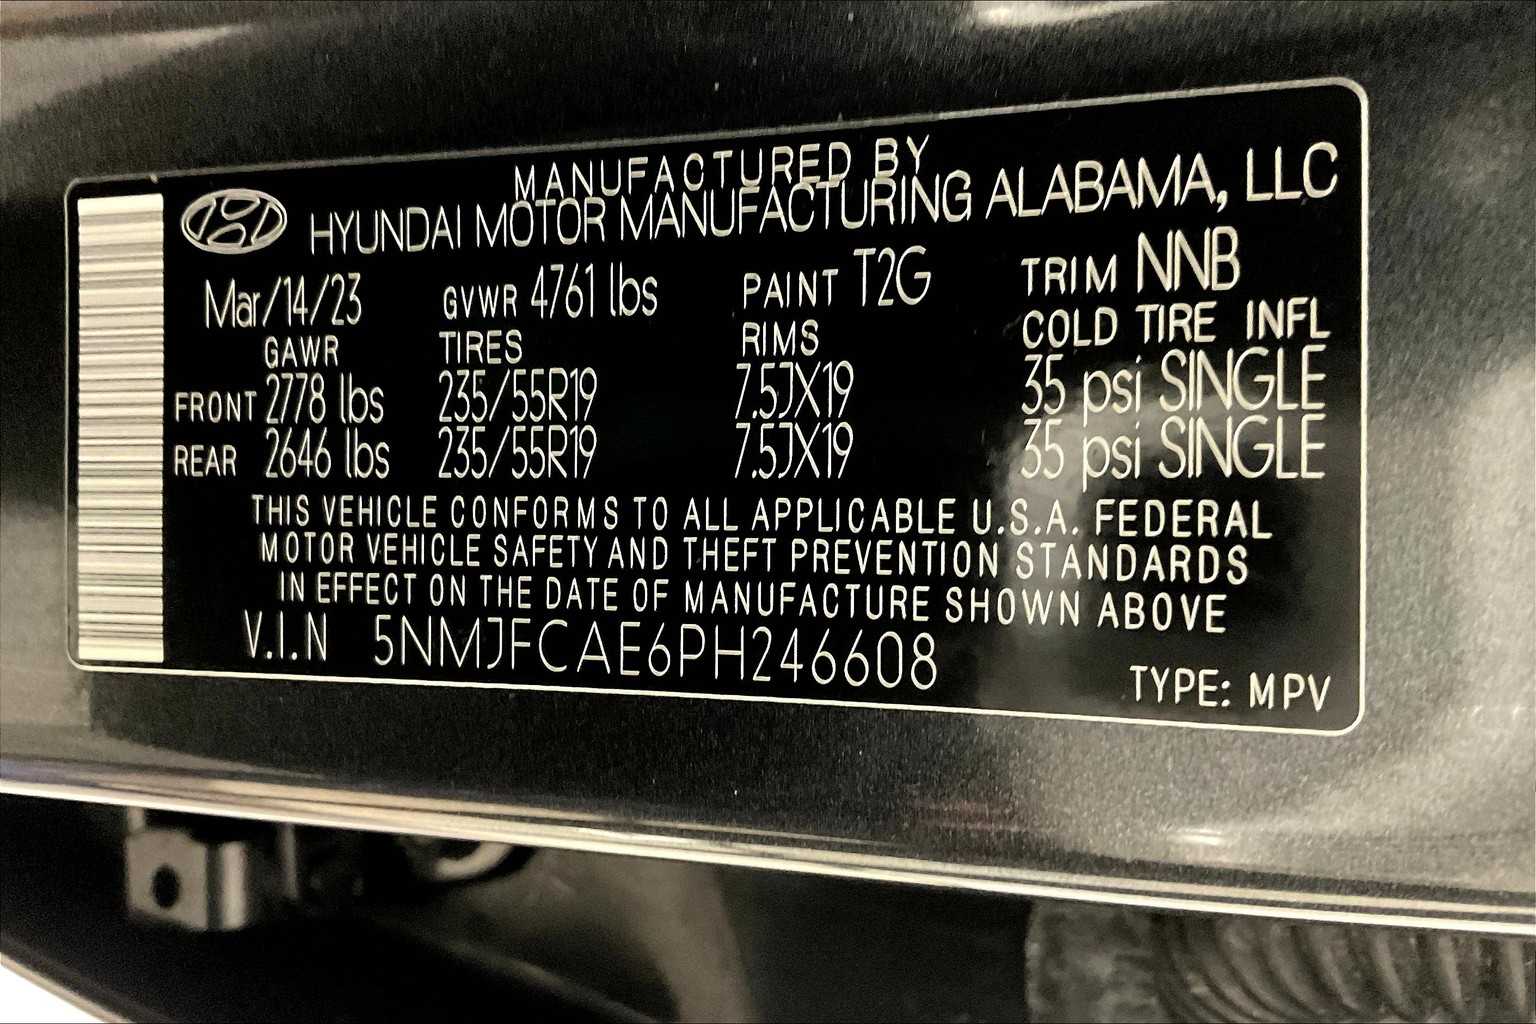 MANUFACTURED BY
HYUNDAI MOTOR MANUFACTURING ALABAMA, LLC
Mar/14/23 GVWR 4761 lbs PAINT T2G TRIM NNB
GAWR TIRES RIMS COLD TIRE INFL
FRONT 2778 lbs 235/55R19 7.5JX19 35 psi SINGLE
REAR 2646 lbs 235/55R19 7.5JX19 35 psi SINGLE
THIS VEHICLE CONFORMS TO ALL APPLICABLE U.S.A. FEDERAL
MOTOR VEHICLE SAFETY AND THEFT PREVENTION STANDARDS
IN EFFECT ON THE DATE OF MANUFACTURE SHOWN ABOVE
V.I.N 5NMJFCAE6PH246608
TYPE: MPV